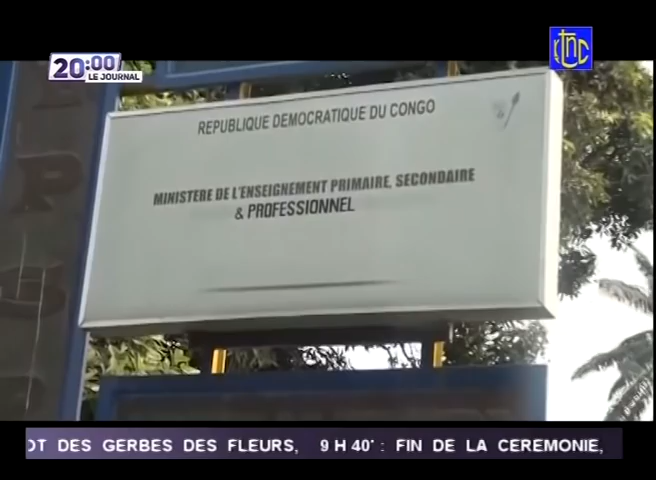 20:00/
LE JOURNAL
RTNC
REPUBLIQUE DEMOCRATIQUE DU CONGO
MINISTERE DE L'ENSEIGNEMENT PRIMAIRE, SECONDAIRE
& PROFESSIONNEL
OT DES GERBES DES FLEURS, 9 H 40' : FIN DE LA CEREMONIE,